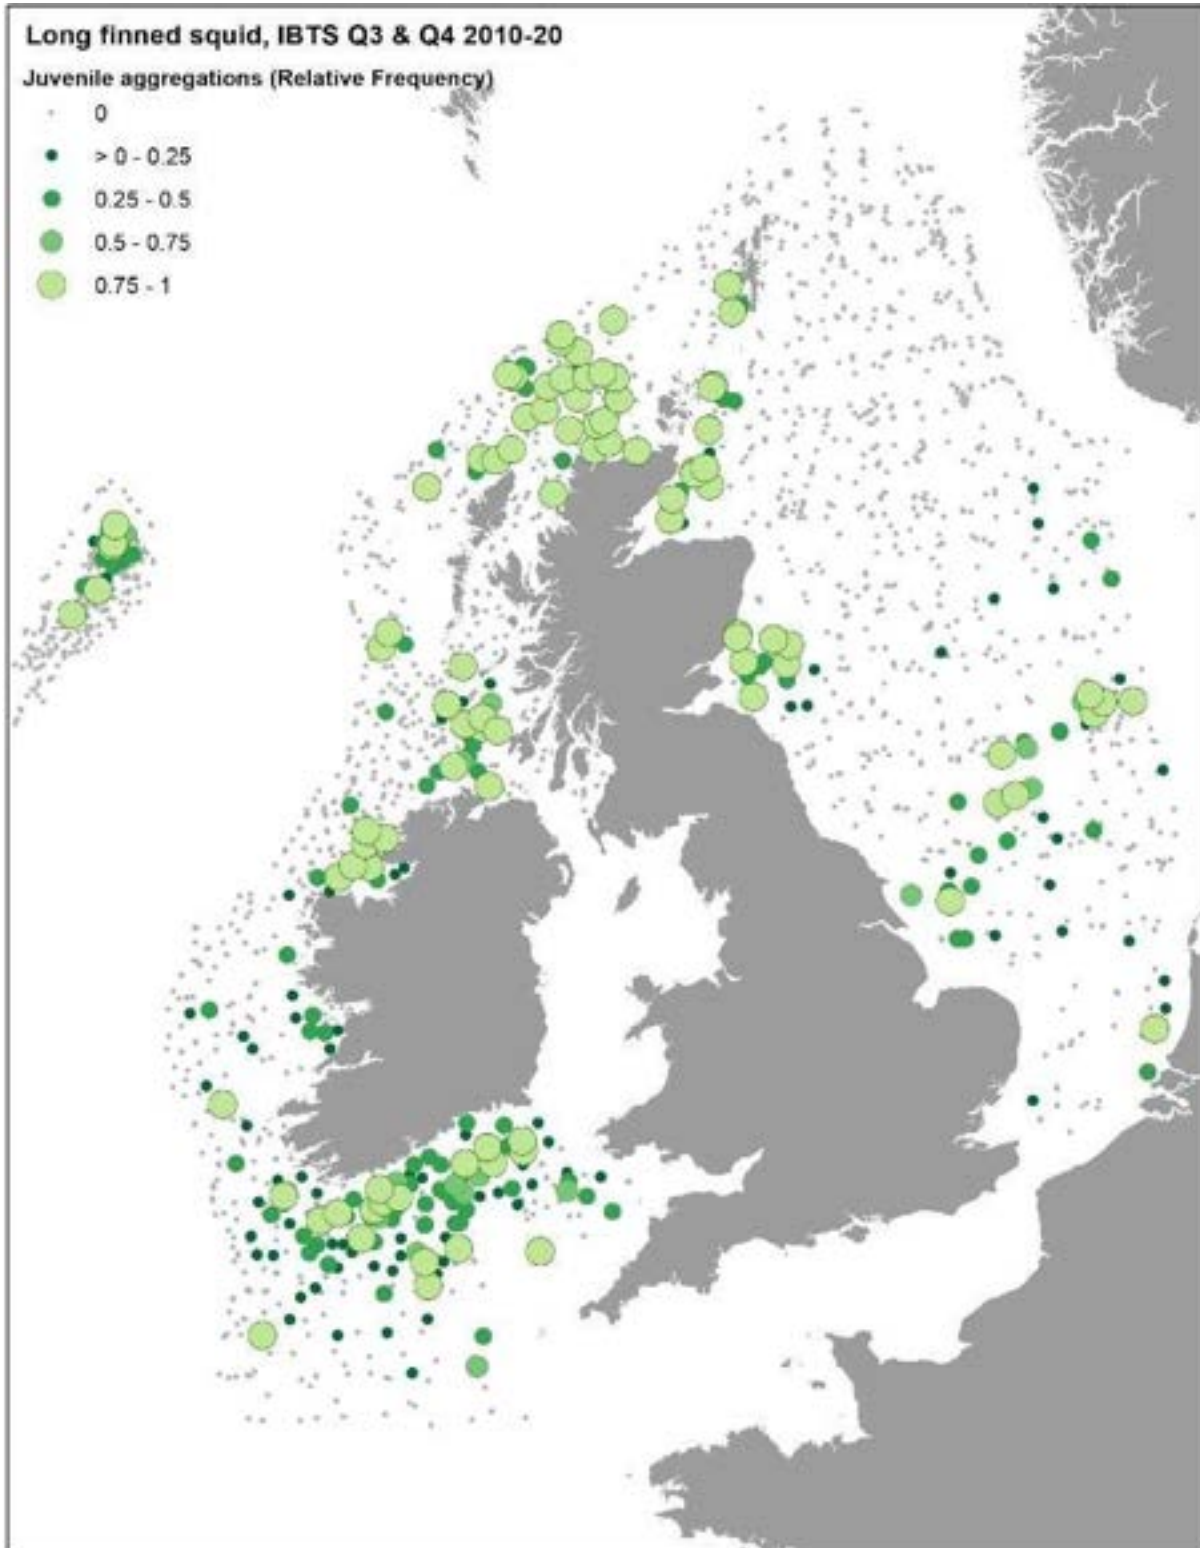 Long finned squid, IBTS Q3 & Q4 2010-20
Juvenile aggregations (Relative Frequency)
0
> 0 - 0.25
0.25 - 0.5
0.5 - 0.75
0.75 - 1